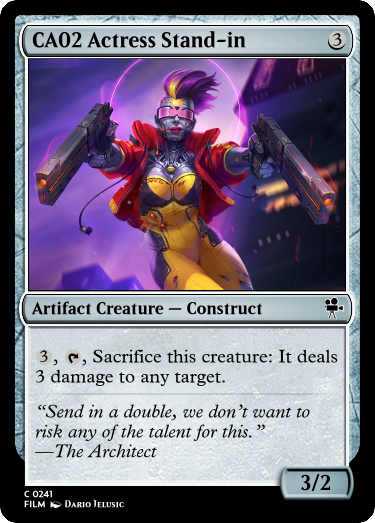 CA02 Actress Stand-in 3
Artifact Creature — Construct
3, , Sacrifice this creature: It deals
3 damage to any target.
“Send in a double, we don’t want to
risk any of the talent for this.”
—The Architect
3/2
C 0241
FILM Dario Jelusic